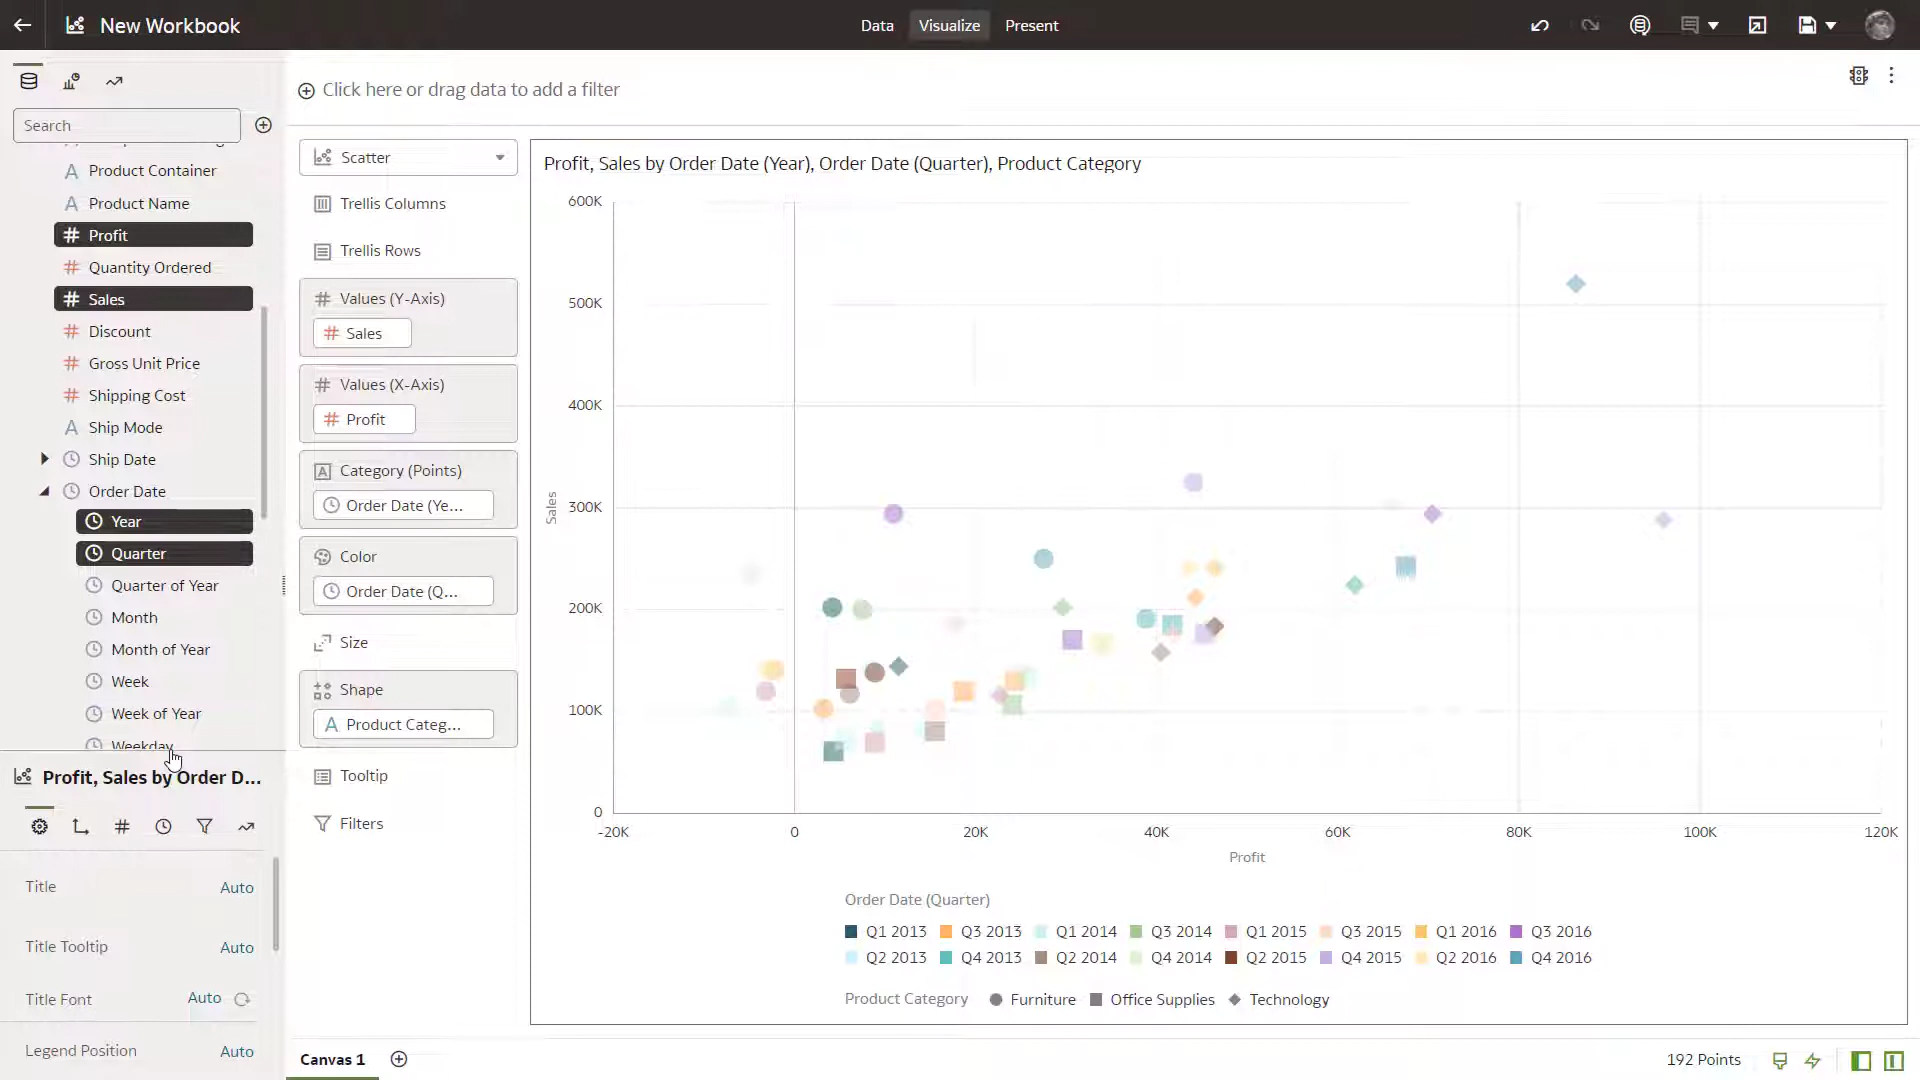 New Workbook
Data Visualize Present
Search
Click here or drag data to add a filter
Product Container
Product Name
Profit
Quantity Ordered
Sales
Discount
Gross Unit Price
Shipping Cost
Ship Mode
Ship Date
Order Date
Year
Quarter
Quarter of Year
Month
Month of Year
Week
Week of Year
Weekday
Profit, Sales by Order D...
Title Auto
Title Tooltip Auto
Title Font Auto
Legend Position Auto
Scatter
Trellis Columns
Trellis Rows
Values (Y-Axis)
Sales
Values (X-Axis)
Profit
Category (Points)
Order Date (Ye...
Color
Order Date (Q...
Size
Shape
Product Categ...
Tooltip
Filters
Profit, Sales by Order Date (Year), Order Date (Quarter), Product Category
600K
500K
400K
300K
200K
100K
0
Sales
-20K 0 20K 40K 60K 80K 100K 120K
Profit
Order Date (Quarter)
Q1 2013 Q3 2013 Q1 2014 Q3 2014 Q1 2015 Q3 2015 Q1 2016 Q3 2016
Q2 2013 Q4 2013 Q2 2014 Q4 2014 Q2 2015 Q4 2015 Q2 2016 Q4 2016
Product Category Furniture Office Supplies Technology
Canvas 1
192 Points